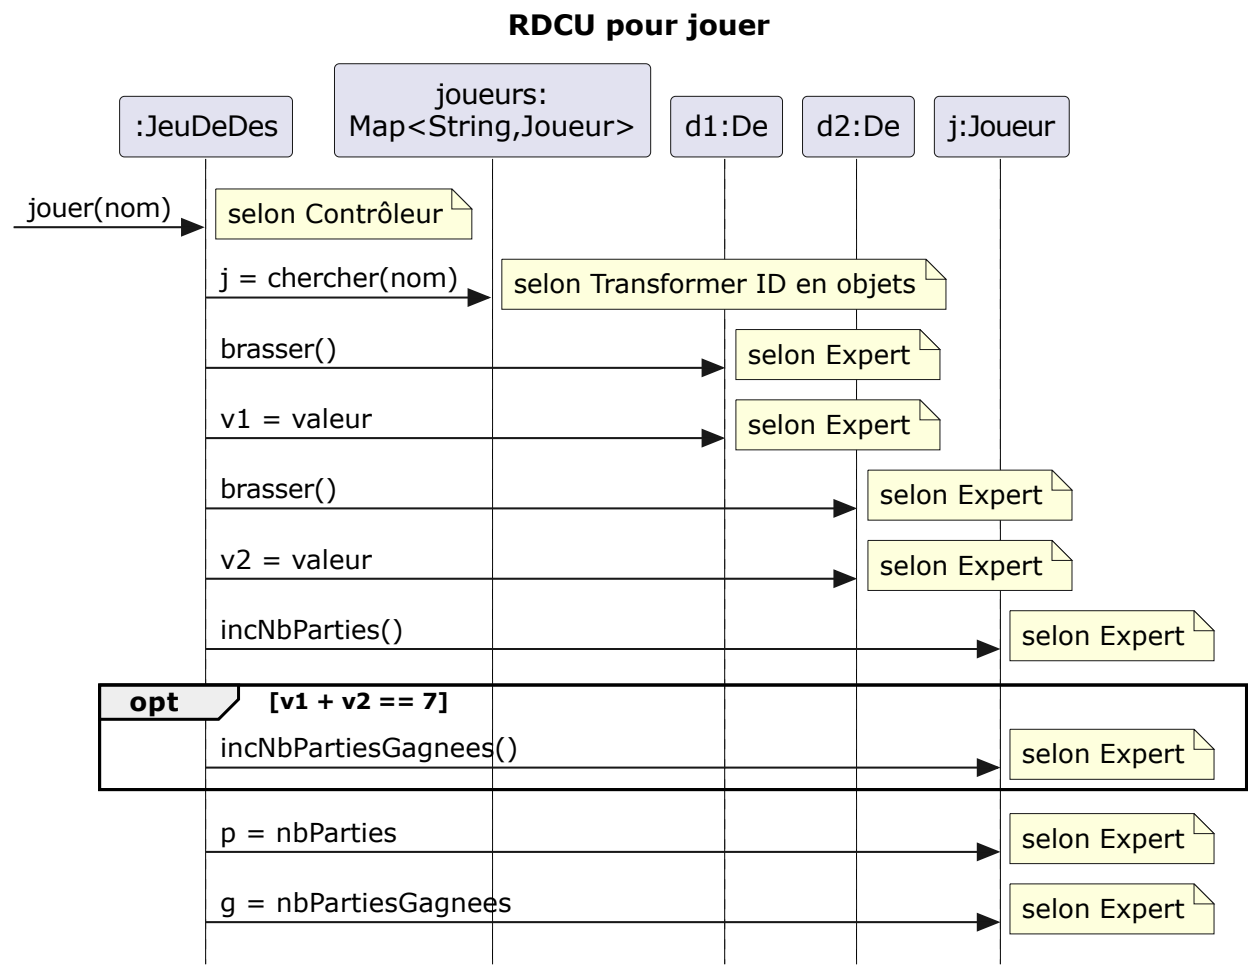 RDCU pour jouer
:JeuDeDes
joueurs:
Map<String,Joueur>
d1:De
d2:De
j:Joueur
jouer(nom)
selon Contrôleur
j = chercher(nom)
selon Transformer ID en objets
brasser()
selon Expert
v1 = valeur
selon Expert
brasser()
selon Expert
v2 = valeur
selon Expert
incNbParties()
selon Expert
opt
[v1 + v2 == 7]
incNbPartiesGagnees()
selon Expert
p = nbParties
selon Expert
g = nbPartiesGagnees
selon Expert